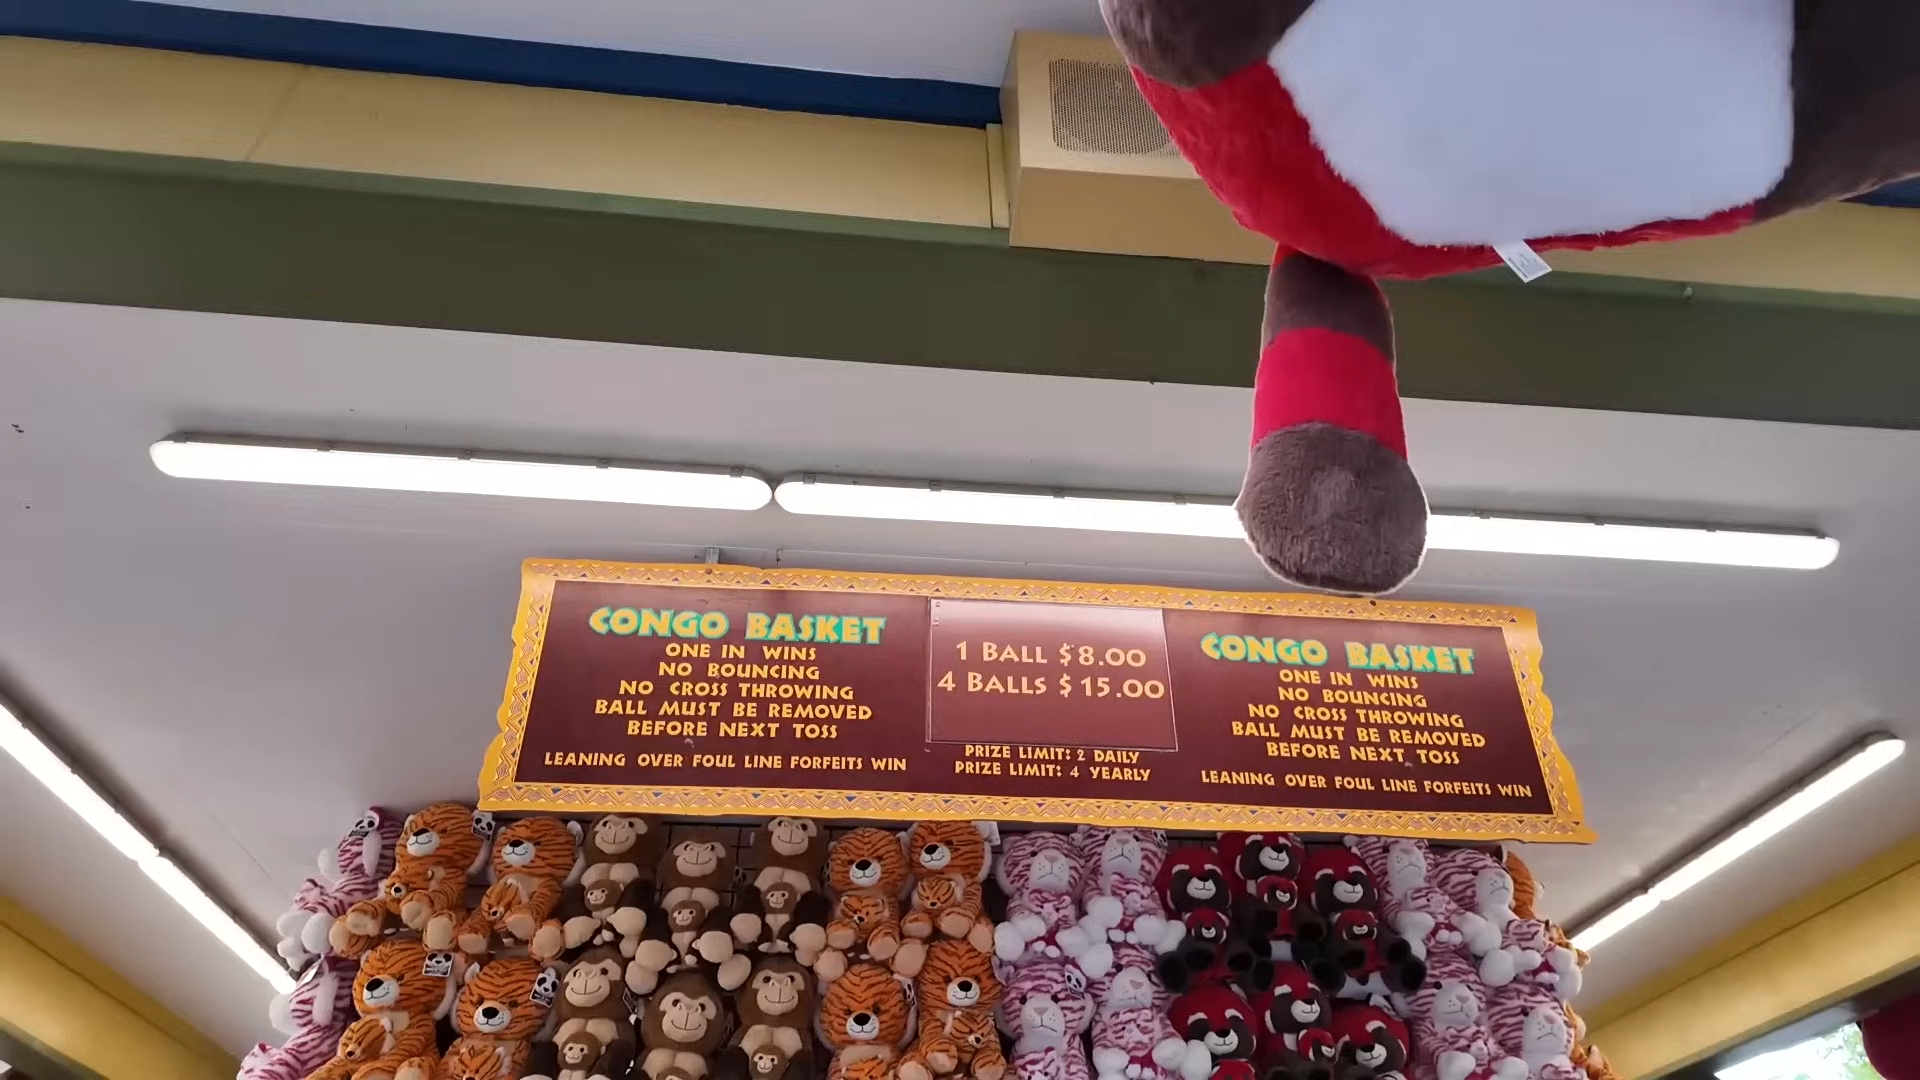 CONGO BASKET
ONE IN WINS
NO BOUNCING
NO CROSS THROWING
BALL MUST BE REMOVED
BEFORE NEXT TOSS
LEANING OVER FOUL LINE FORFEITS WIN
1 BALL $8.00
4 BALLS $15.00
PRIZE LIMIT: 2 DAILY
PRIZE LIMIT: 4 YEARLY
CONGO BASKET
ONE IN WINS
NO BOUNCING
NO CROSS THROWING
BALL MUST BE REMOVED
BEFORE NEXT TOSS
LEANING OVER FOUL LINE FORFEITS WIN